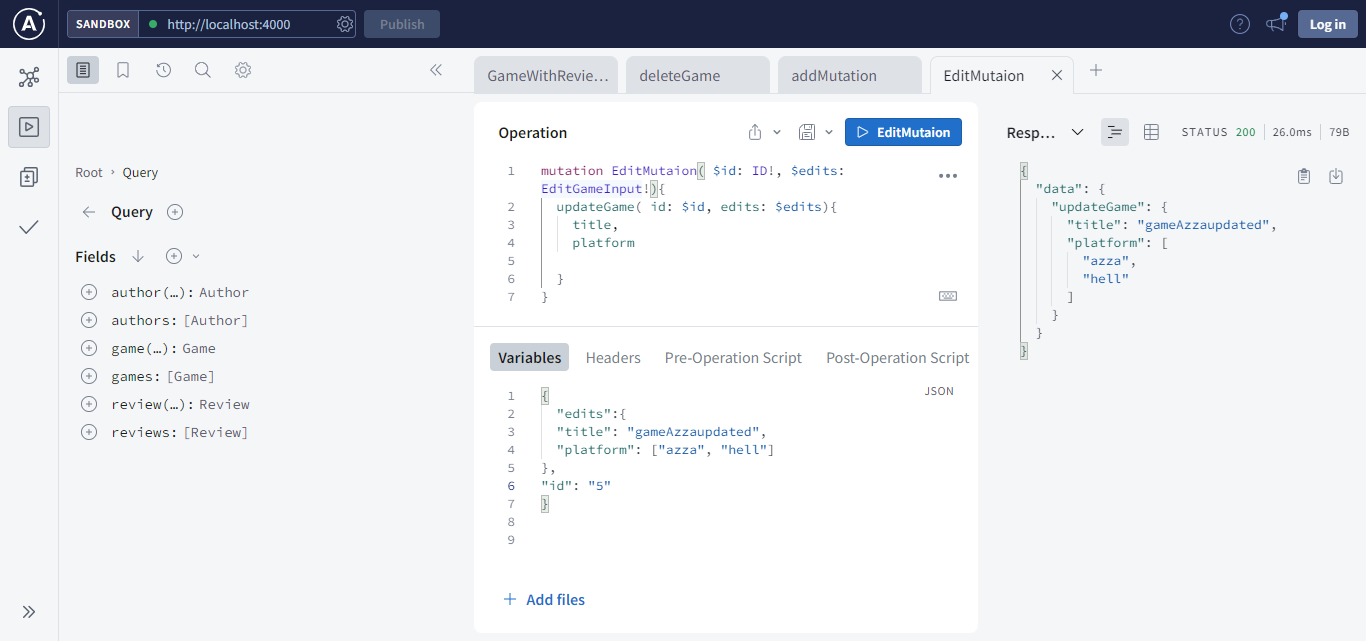 A SANDBOX http://localhost:4000 Publish ? Log in
GameWithRevie... deleteGame addMutation EditMutaion
Root › Query
Query
Fields
author(…): Author
authors: [Author]
game(…): Game
games: [Game]
review(…): Review
reviews: [Review]
Operation EditMutaion
1 mutation EditMutaion( $id: ID!, $edits:
EditGameInput!){
2 updateGame( id: $id, edits: $edits){
3 title,
4 platform
5
6 }
7 }
Variables Headers Pre-Operation Script Post-Operation Script
JSON
1 {
2 "edits":{
3 "title": "gameAzzaupdated",
4 "platform": ["azza", "hell"]
5 },
6 "id": "5"
7 }
8
9
+ Add files
Resp... STATUS 200 26.0ms 79B
{
"data": {
"updateGame": {
"title": "gameAzzaupdated",
"platform": [
"azza",
"hell"
]
}
}
}